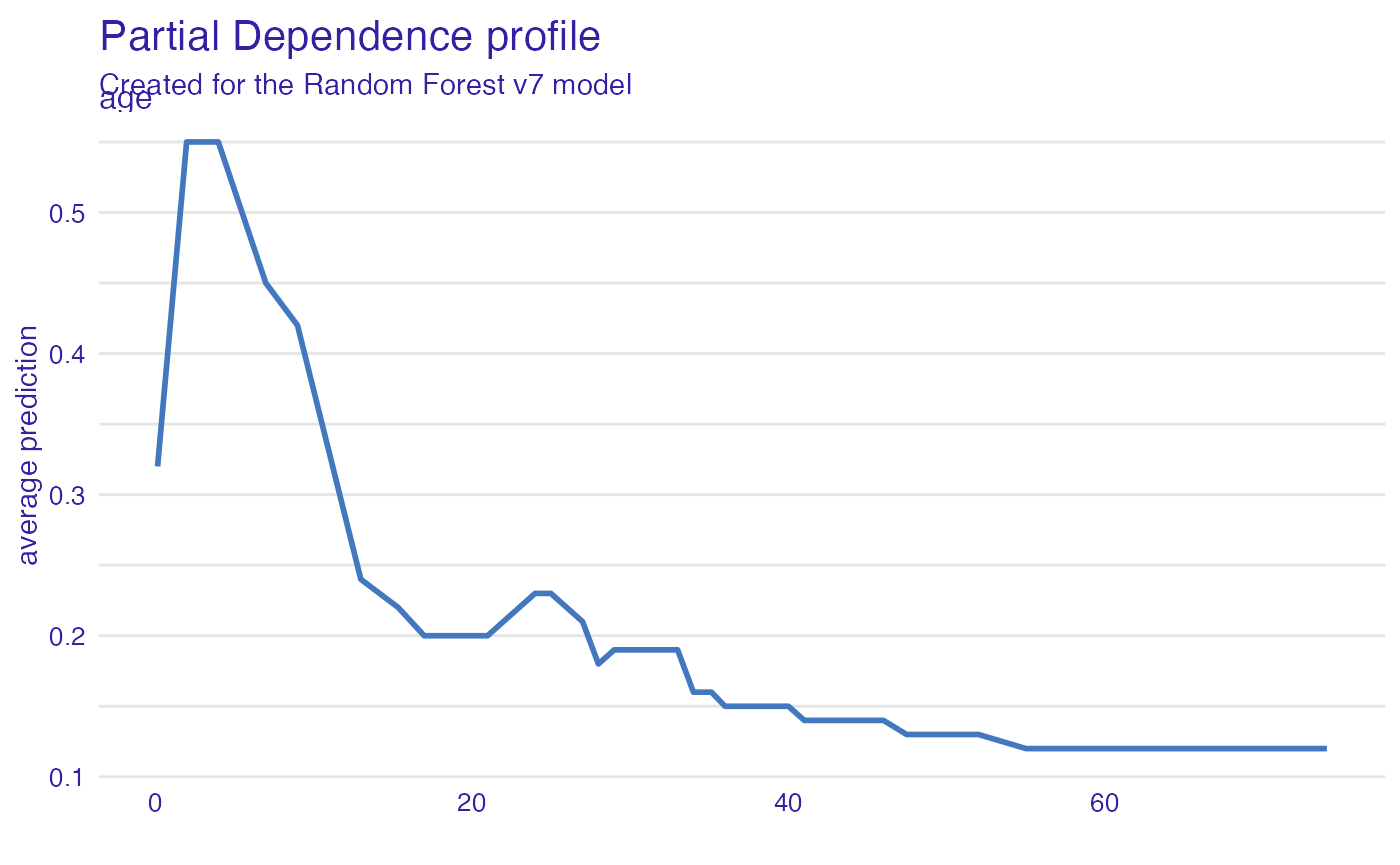 Partial Dependence profile
Created for the Random Forest v7 model
age
average prediction
0.5
0.4
0.3
0.2
0.1
0 20 40 60